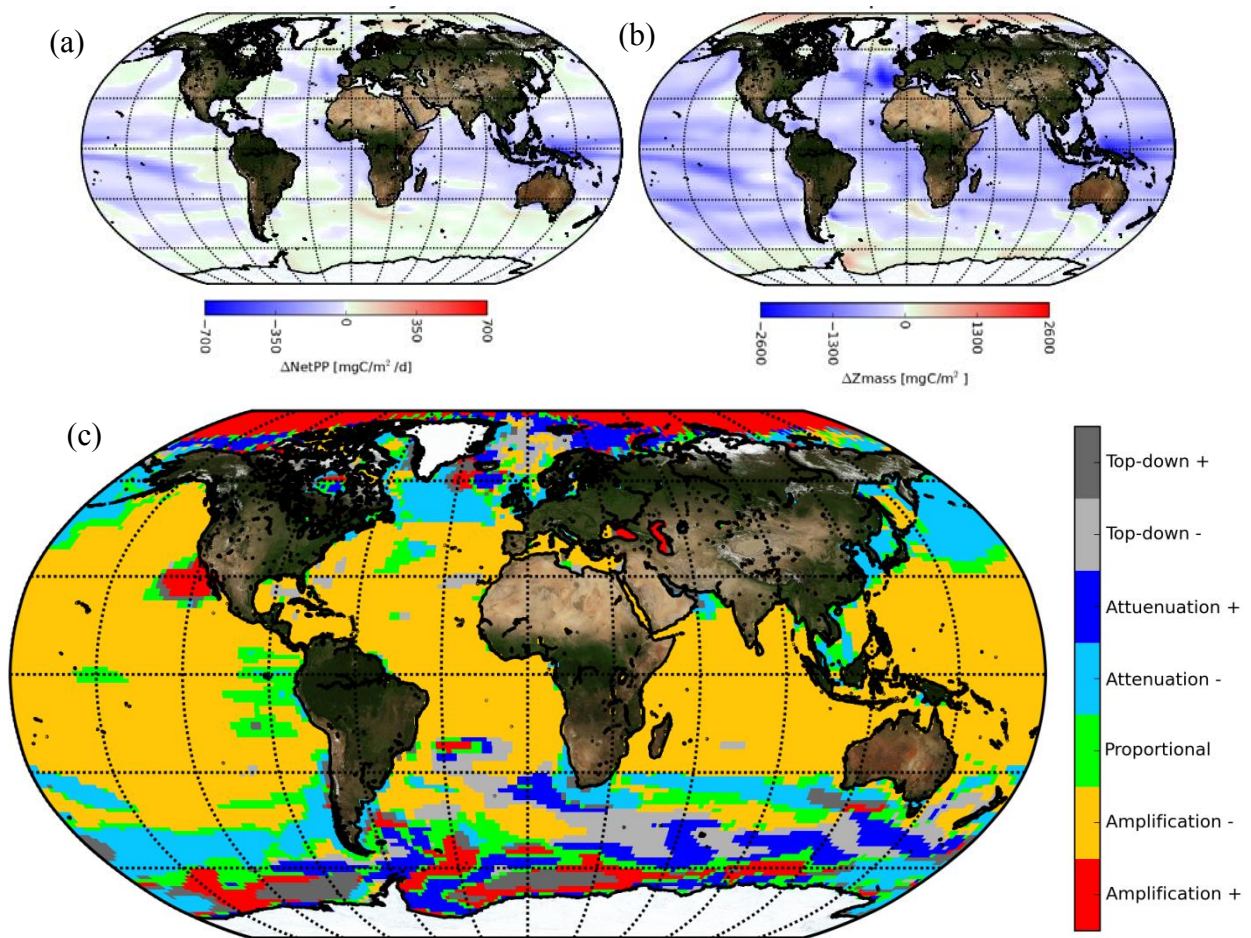 (a)
(b)
-700
-350
0
350
700
ΔNetPP [mgC/m² /d]
-2600
-1300
0
1300
2600
ΔZmass [mgC/m² ]
(c)
Top-down +
Top-down -
Attuenuation +
Attenuation -
Proportional
Amplification -
Amplification +